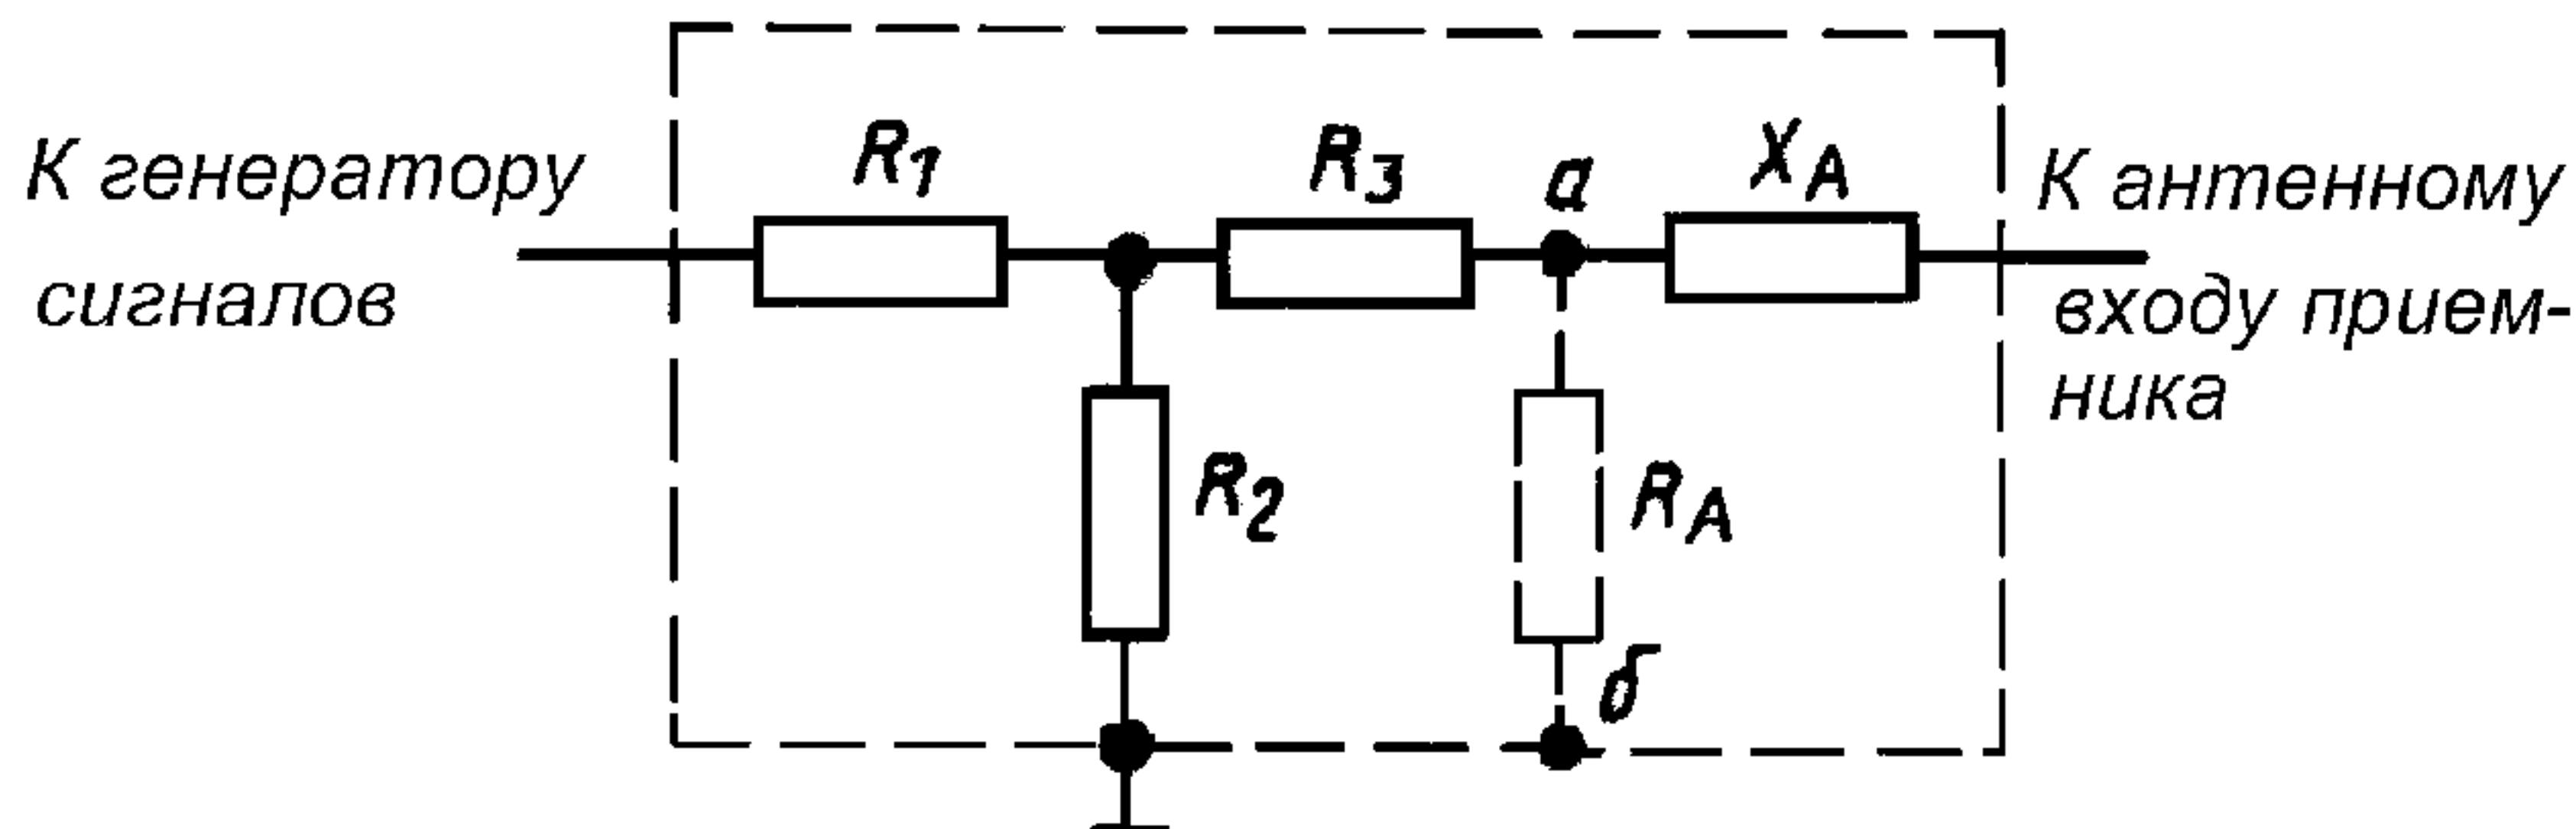 К генератору
сигналов
R1
R3
а
XA
К антенному
входу прием-
ника
R2
RA
б